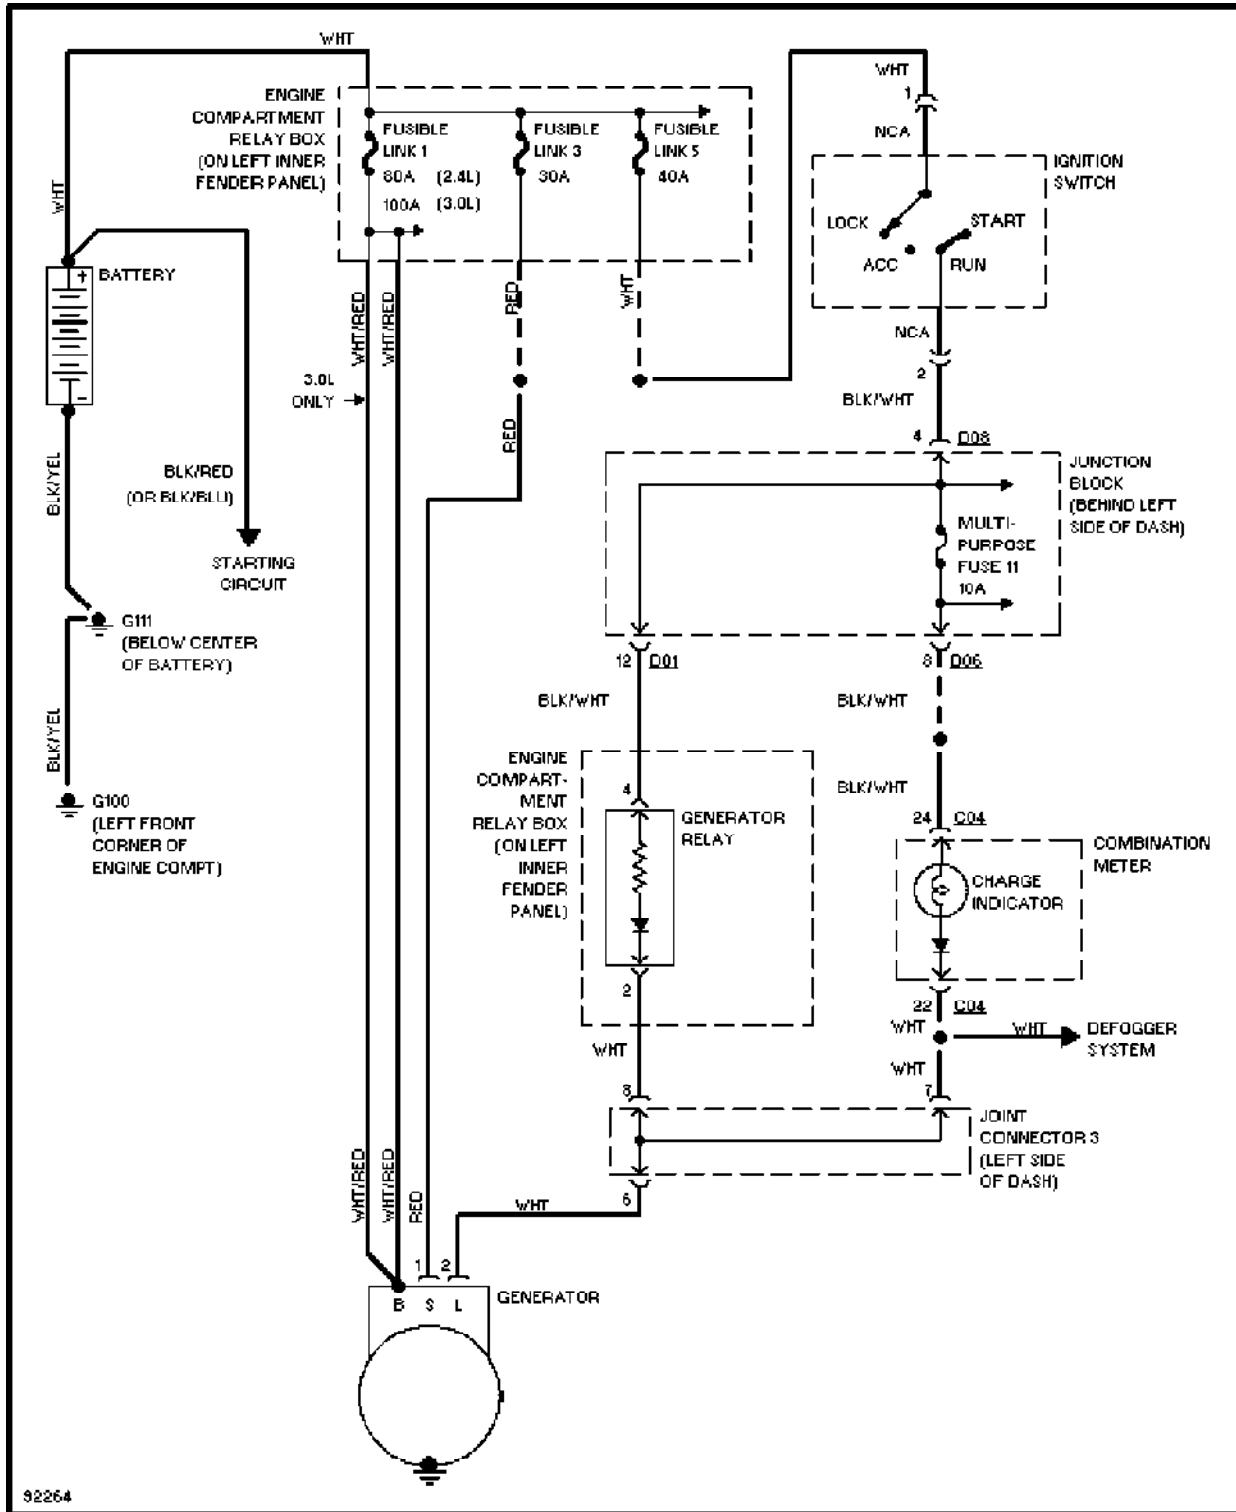 WHT
WHT
ENGINE
COMPARTMENT
RELAY BOX
(ON LEFT INNER
FENDER PANEL)
FUSIBLE
LINK 1
80A (2.4L)
100A (3.0L)
FUSIBLE
LINK 3
30A
FUSIBLE
LINK 5
40A
WHT
1
NCA
IGNITION
SWITCH
LOCK
START
ACC
RUN
NCA
2
BLK/WHT
4 D08
BATTERY
+
-
WHT/RED
WHT/RED
RED
WHT
3.0L
ONLY
RED
BLK/YEL
BLK/RED
(OR BLK/BLU)
STARTING
CIRCUIT
JUNCTION
BLOCK
(BEHIND LEFT
SIDE OF DASH)
MULTI-
PURPOSE
FUSE 11
10A
G111
(BELOW CENTER
OF BATTERY)
12 D01
8 D06
BLK/WHT
BLK/WHT
BLK/YEL
G100
(LEFT FRONT
CORNER OF
ENGINE COMPT)
ENGINE
COMPART-
MENT
RELAY BOX
(ON LEFT
INNER
FENDER
PANEL)
4
GENERATOR
RELAY
2
BLK/WHT
24 C04
COMBINATION
METER
CHARGE
INDICATOR
22 C04
WHT
WHT
DEFOGGER
SYSTEM
WHT
WHT
8
7
JOINT
CONNECTOR 3
(LEFT SIDE
OF DASH)
WHT/RED
WHT/RED
RED
WHT
1
2
B S L
GENERATOR
92264